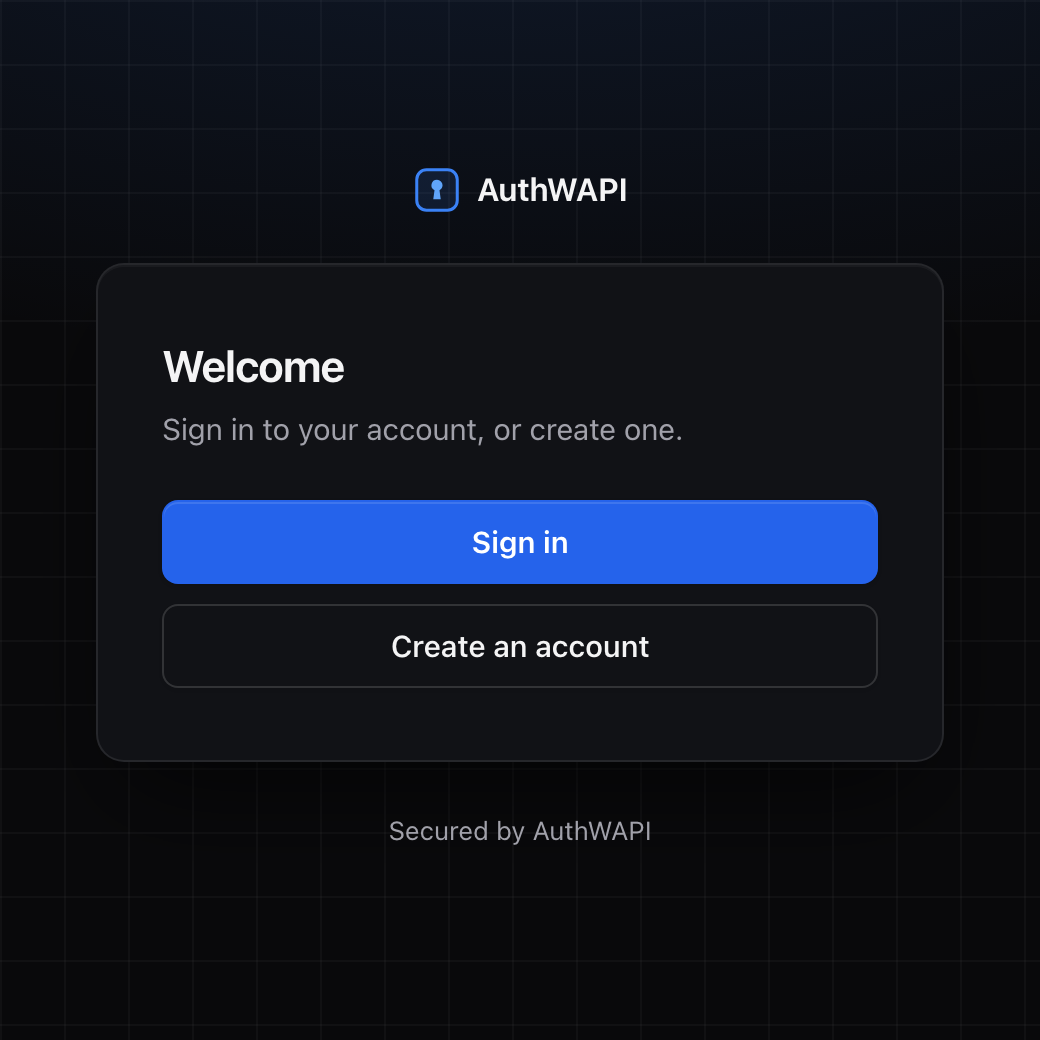 AuthWAPI
Welcome
Sign in to your account, or create one.
Sign in
Create an account
Secured by AuthWAPI